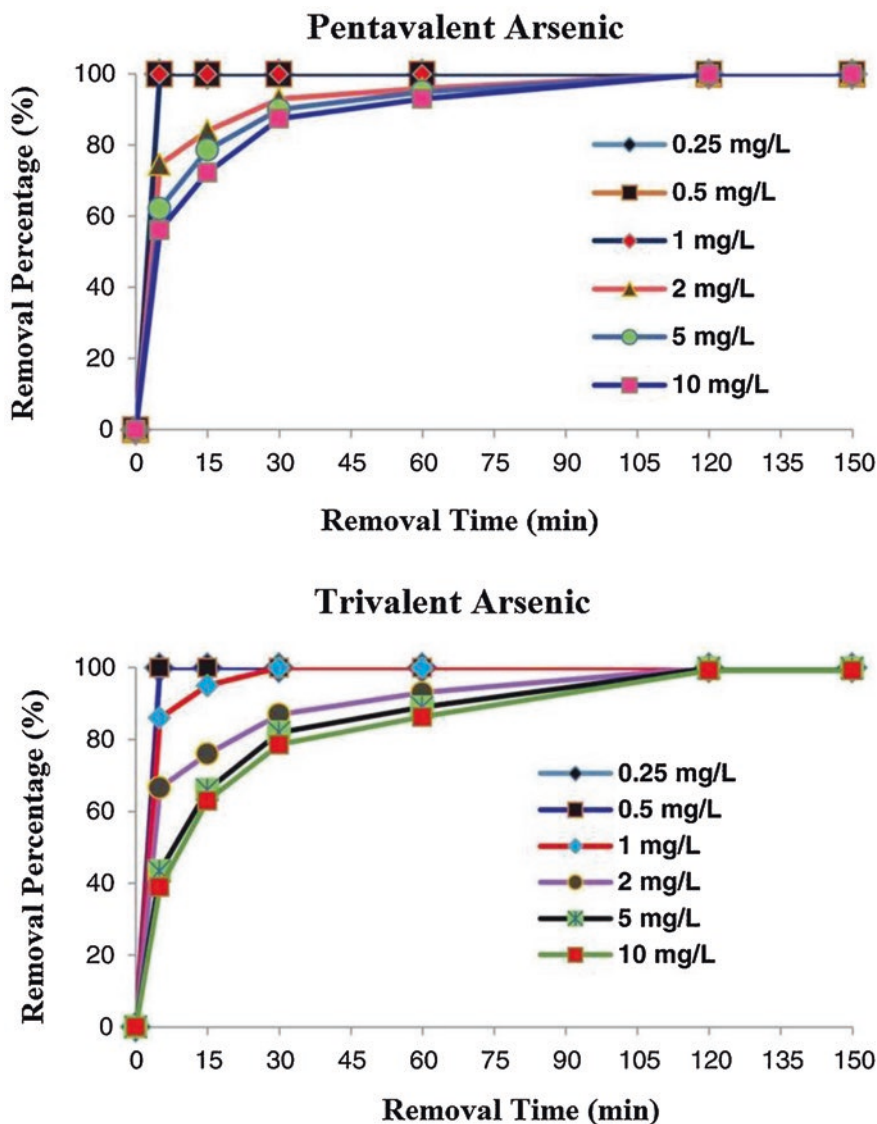 Pentavalent Arsenic
Removal Percentage (%)
100
80
60
40
20
0
0 15 30 45 60 75 90 105 120 135 150
Removal Time (min)
0.25 mg/L
0.5 mg/L
1 mg/L
2 mg/L
5 mg/L
10 mg/L
Trivalent Arsenic
Removal Percentage (%)
100
80
60
40
20
0
0 15 30 45 60 75 90 105 120 135 150
Removal Time (min)
0.25 mg/L
0.5 mg/L
1 mg/L
2 mg/L
5 mg/L
10 mg/L